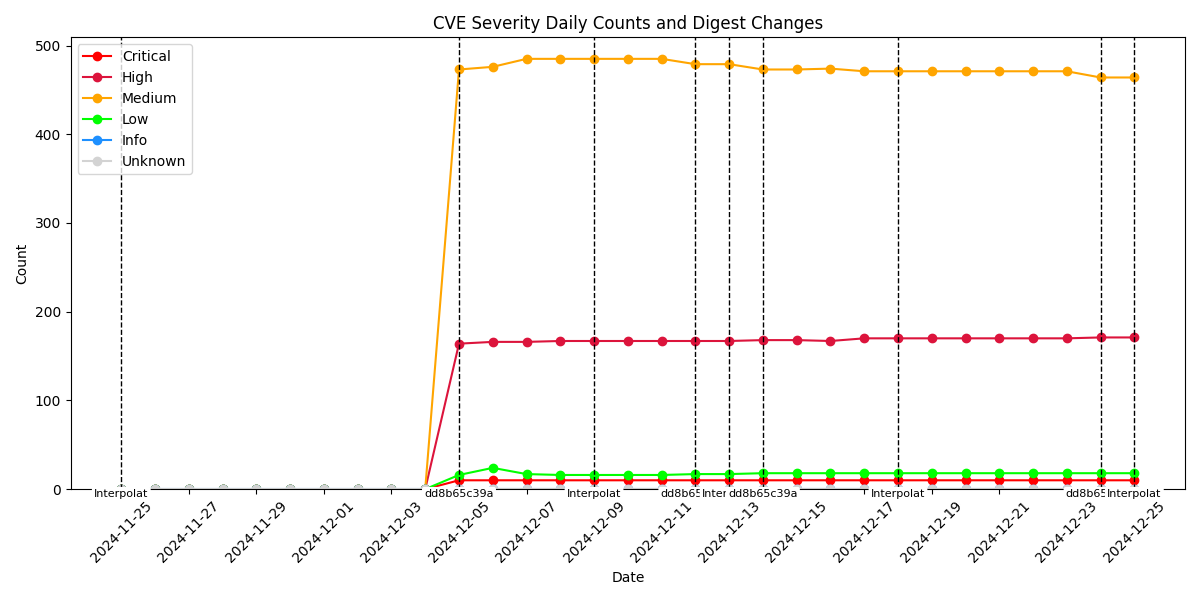 CVE Severity Daily Counts and Digest Changes
Critical
High
Medium
Low
Info
Unknown
500
400
300
200
100
0
Count
Interpolat
dd8b65c39a
Interpolat
dd8b65
Inter
dd8b65c39a
Interpolat
dd8b65
Interpolat
2024-11-25
2024-11-27
2024-11-29
2024-12-01
2024-12-03
2024-12-05
2024-12-07
2024-12-09
2024-12-11
2024-12-13
2024-12-15
2024-12-17
2024-12-19
2024-12-21
2024-12-23
2024-12-25
Date